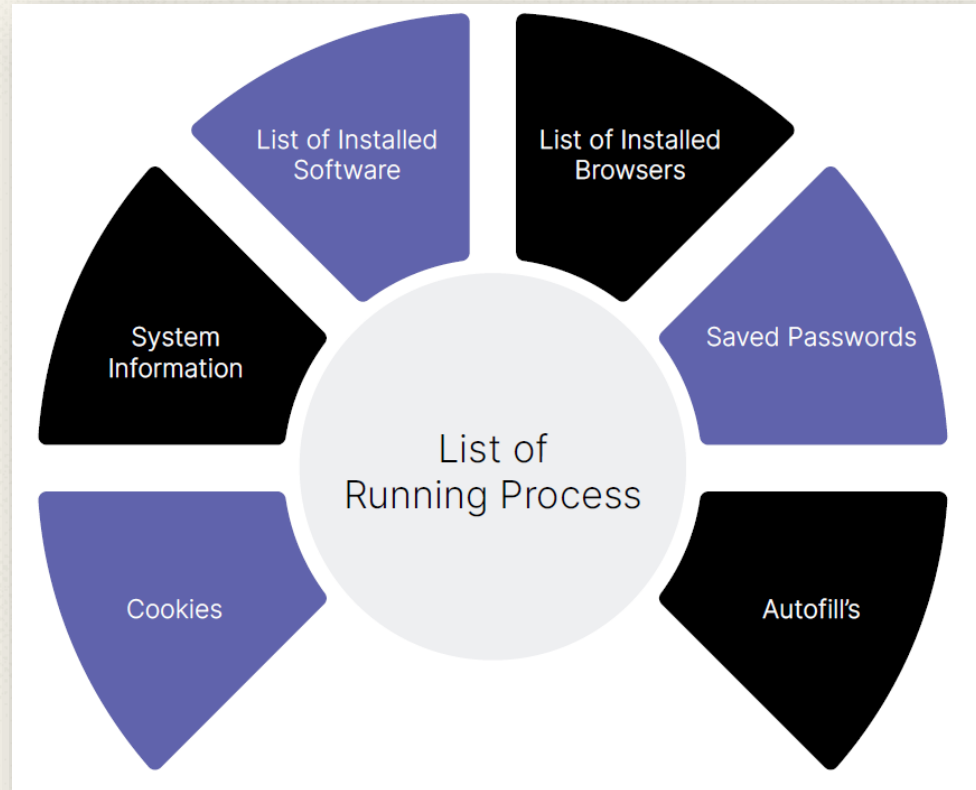 List of Installed
Software
List of Installed
Browsers
System
Information
Saved Passwords
List of
Running Process
Cookies
Autofill’s